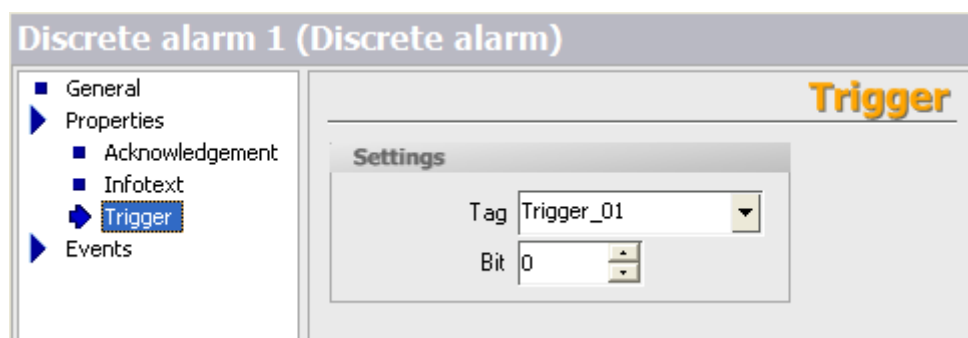 Discrete alarm 1 (Discrete alarm)
General
Properties
Acknowledgement
Infotext
Trigger
Events
Trigger
Settings
Tag Trigger_01
Bit 0